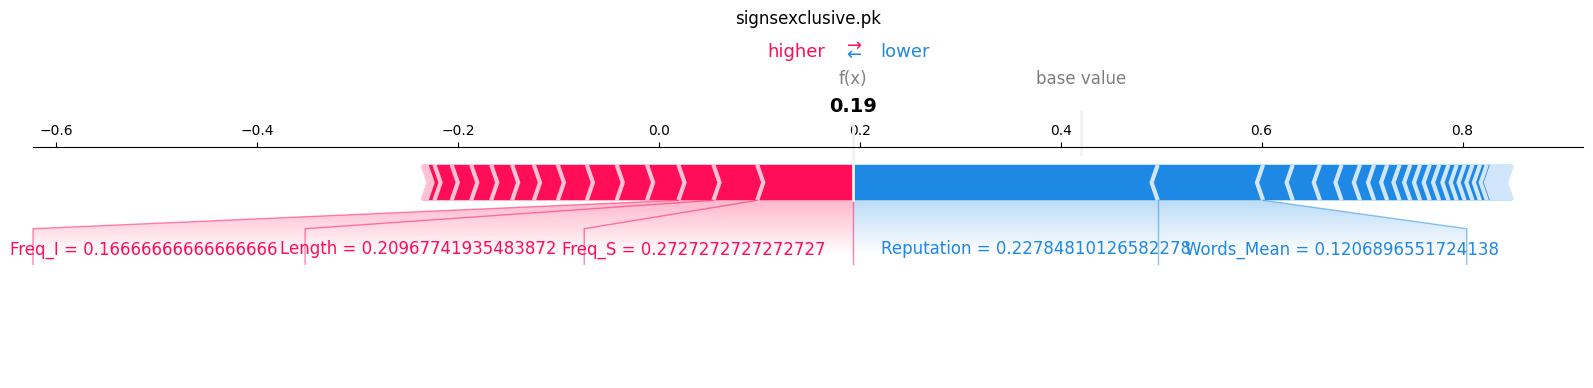 signsexclusive.pk
higher ⇄ lower
f(x) base value
0.19
−0.6 −0.4 −0.2 0.0 0.2 0.4 0.6 0.8
Freq_I = 0.16666666666666666 Length = 0.20967741935483872 Freq_S = 0.2727272727272727 Reputation = 0.22784810126582278 Words_Mean = 0.1206896551724138